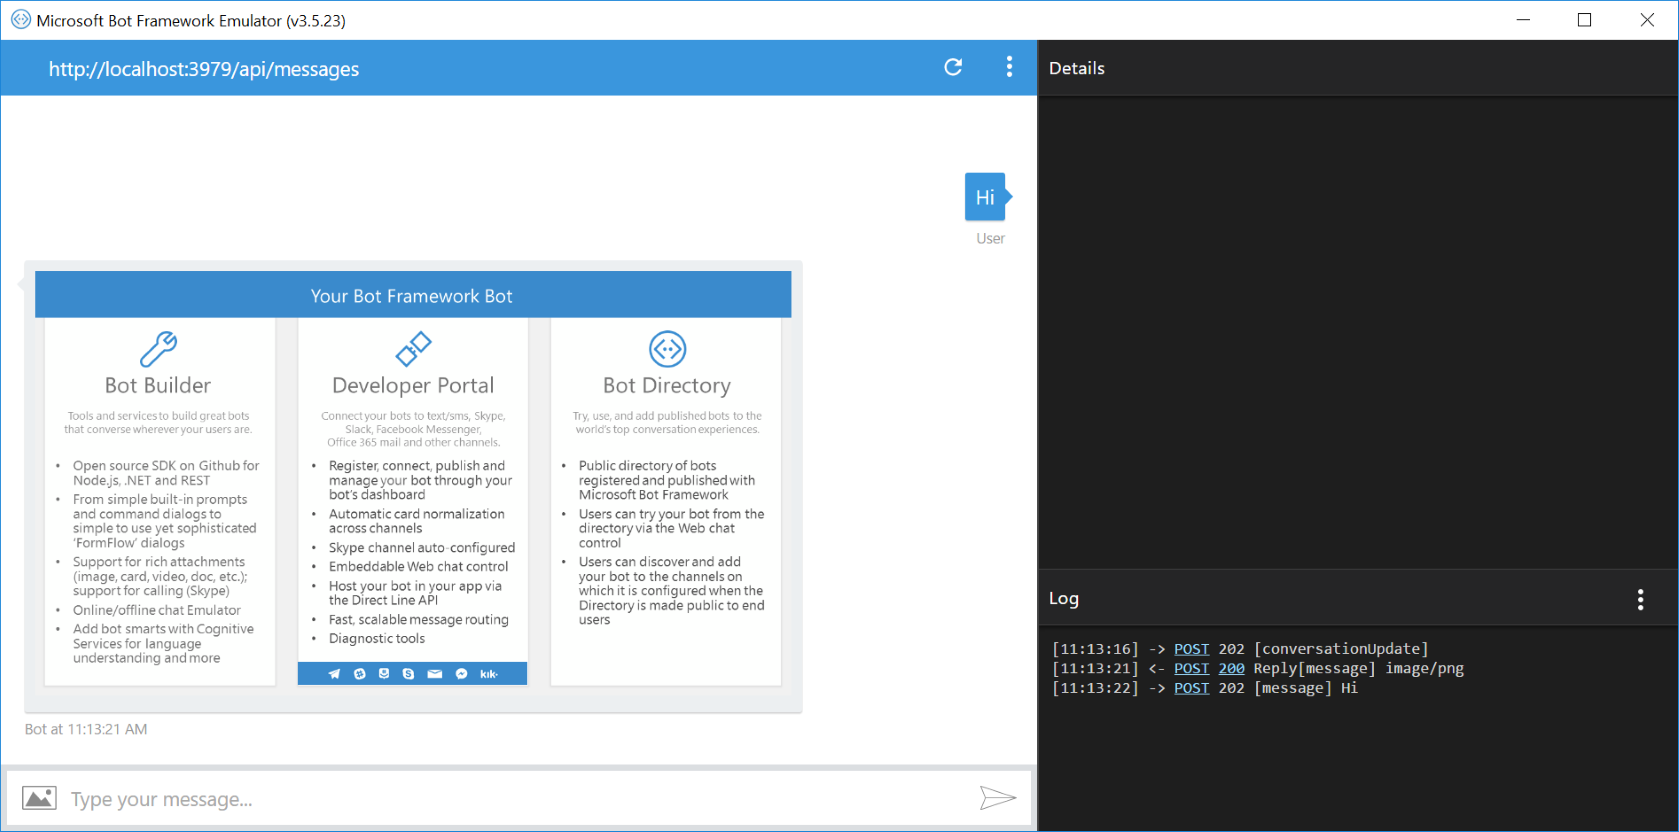 Microsoft Bot Framework Emulator (v3.5.23)
http://localhost:3979/api/messages
Hi
User
Your Bot Framework Bot
Bot Builder
Tools and services to build great bots
that converse wherever your users are.
• Open source SDK on Github for
Node.js, .NET and REST
• From simple built-in prompts
and command dialogs to
simple to use yet sophisticated
‘FormFlow’ dialogs
• Support for rich attachments
(image, card, video, doc, etc.);
support for calling (Skype)
• Online/offline chat Emulator
• Add bot smarts with Cognitive
Services for language
understanding and more
Developer Portal
Connect your bots to text/sms, Skype,
Slack, Facebook Messenger,
Office 365 mail and other channels.
• Register, connect, publish and
manage your bot through your
bot’s dashboard
• Automatic card normalization
across channels
• Skype channel auto-configured
• Embeddable Web chat control
• Host your bot in your app via
the Direct Line API
• Fast, scalable message routing
• Diagnostic tools
kik·
Bot Directory
Try, use, and add published bots to the
world’s top conversation experiences.
• Public directory of bots
registered and published with
Microsoft Bot Framework
• Users can try your bot from the
directory via the Web chat
control
• Users can discover and add
your bot to the channels on
which it is configured when the
Directory is made public to end
users
Bot at 11:13:21 AM
Type your message...
Details
Log
[11:13:16] -> POST 202 [conversationUpdate]
[11:13:21] <- POST 200 Reply[message] image/png
[11:13:22] -> POST 202 [message] Hi